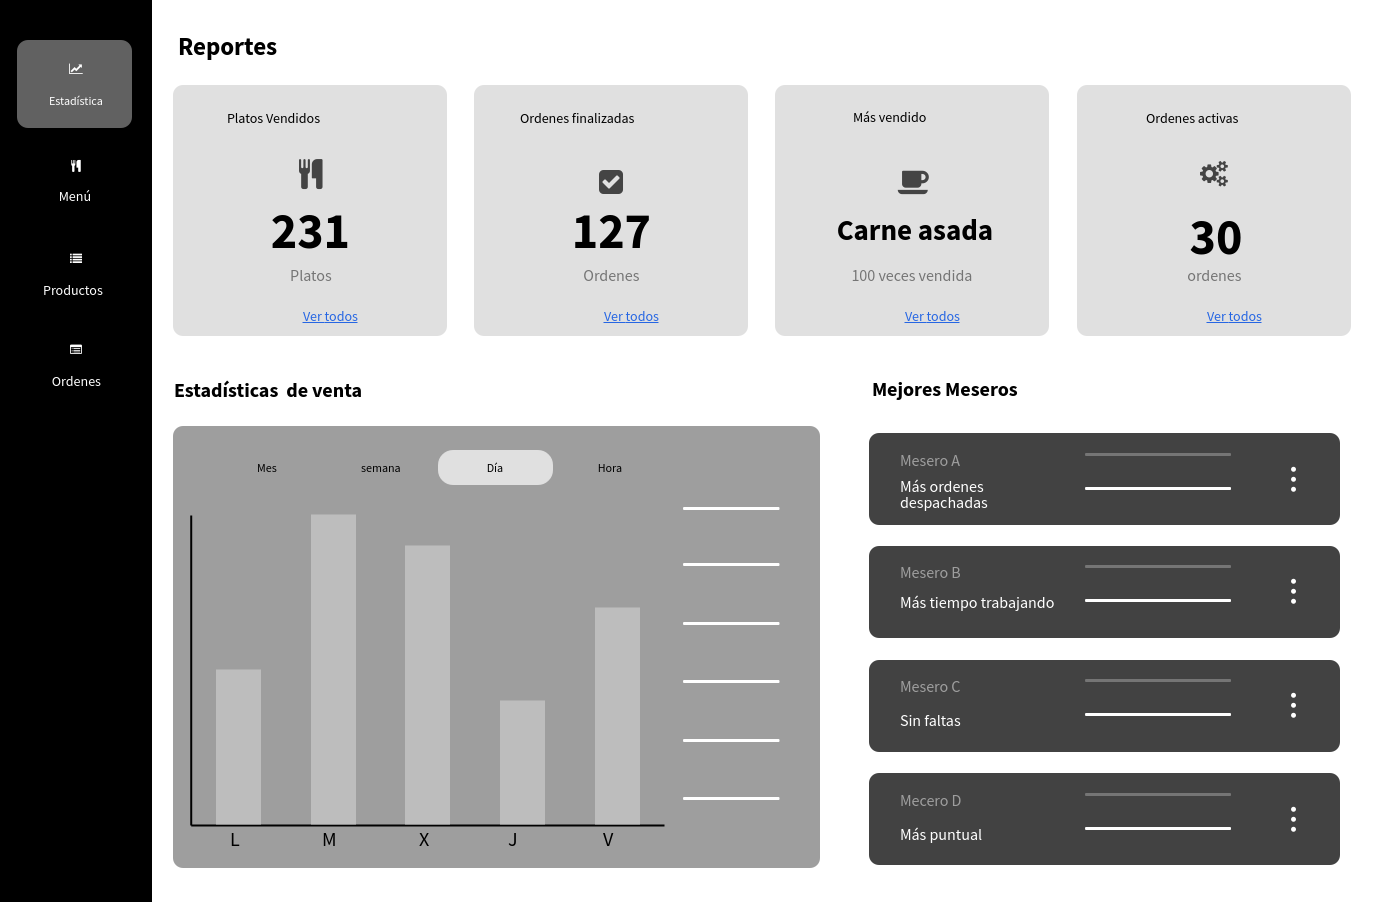 Estadística
Menú
Productos
Ordenes
Reportes
Platos Vendidos
231
Platos
Ver todos
Ordenes finalizadas
127
Ordenes
Ver todos
Más vendido
Carne asada
100 veces vendida
Ver todos
Ordenes activas
30
ordenes
Ver todos
Estadísticas de venta
Mes semana Día Hora
L M X J V
Mejores Meseros
Mesero A
Más ordenes
despachadas
Mesero B
Más tiempo trabajando
Mesero C
Sin faltas
Mecero D
Más puntual